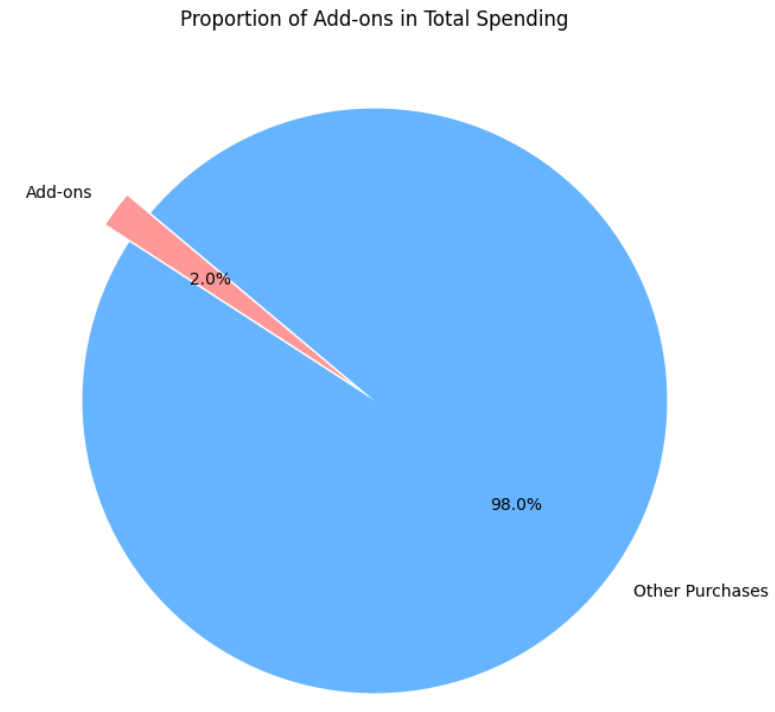 Proportion of Add-ons in Total Spending
Add-ons
2.0%
98.0%
Other Purchases